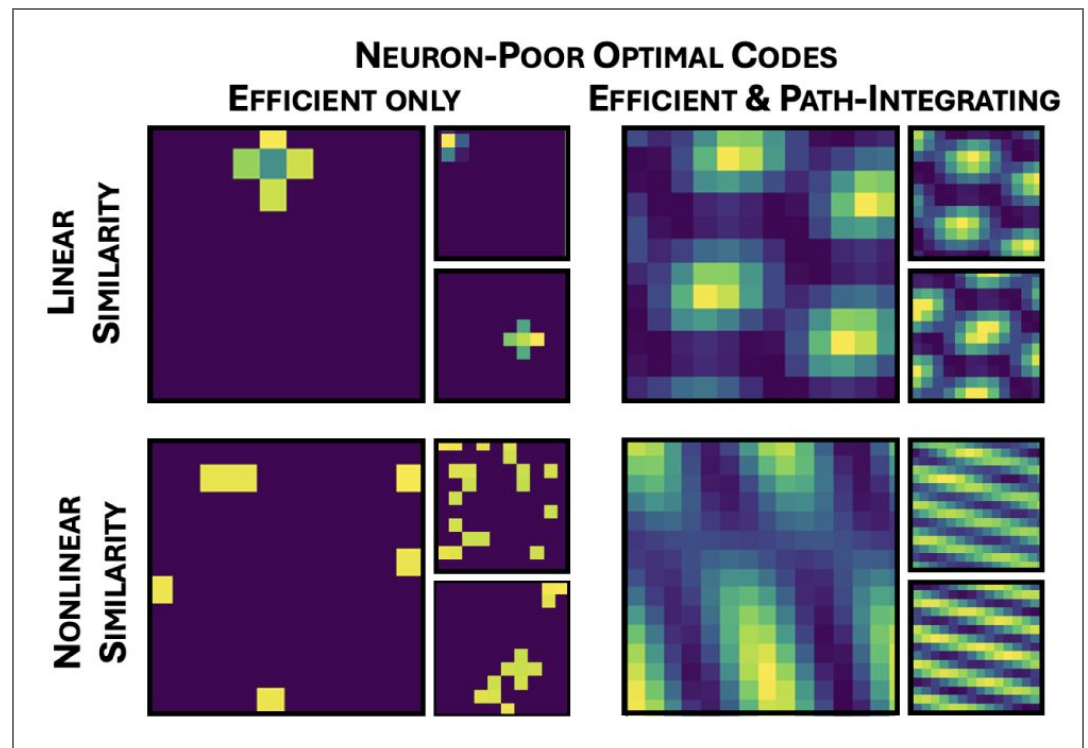 NEURON-POOR OPTIMAL CODES
EFFICIENT ONLY
EFFICIENT & PATH-INTEGRATING
LINEAR
SIMILARITY
NONLINEAR
SIMILARITY